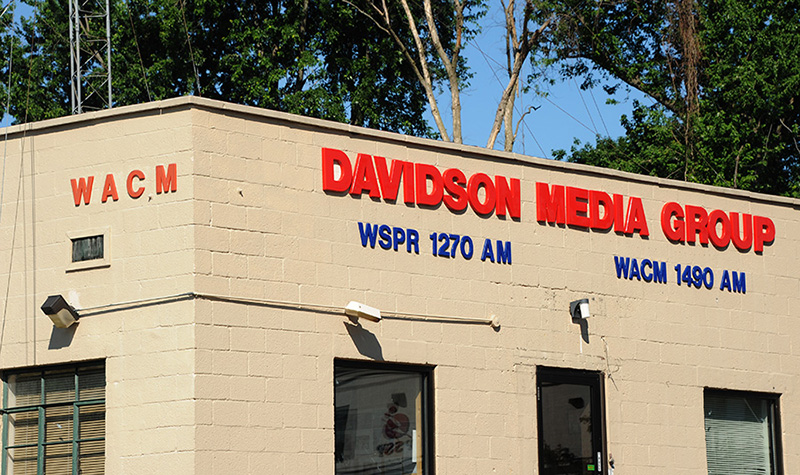 WACM
DAVIDSON MEDIA GROUP
WSPR 1270 AM
WACM 1490 AM